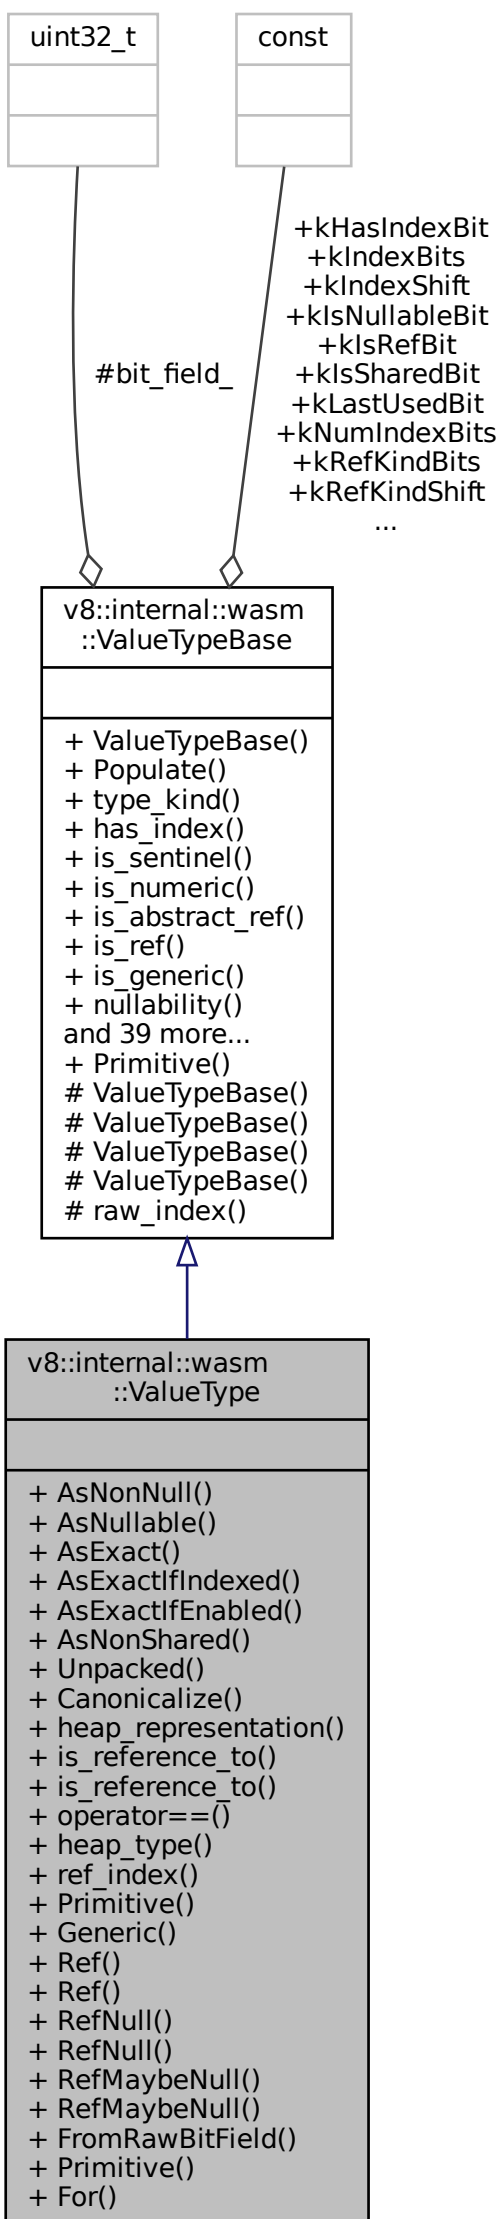 uint32_t
const
+kHasIndexBit
+kIndexBits
+kIndexShift
+kIsNullableBit
+kIsRefBit
+kIsSharedBit
+kLastUsedBit
+kNumIndexBits
+kRefKindBits
+kRefKindShift
...
#bit_field_
v8::internal::wasm
::ValueTypeBase
+ ValueTypeBase()
+ Populate()
+ type_kind()
+ has_index()
+ is_sentinel()
+ is_numeric()
+ is_abstract_ref()
+ is_ref()
+ is_generic()
+ nullability()
and 39 more...
+ Primitive()
# ValueTypeBase()
# ValueTypeBase()
# ValueTypeBase()
# ValueTypeBase()
# raw_index()
v8::internal::wasm
::ValueType
+ AsNonNull()
+ AsNullable()
+ AsExact()
+ AsExactIfIndexed()
+ AsExactIfEnabled()
+ AsNonShared()
+ Unpacked()
+ Canonicalize()
+ heap_representation()
+ is_reference_to()
+ is_reference_to()
+ operator==()
+ heap_type()
+ ref_index()
+ Primitive()
+ Generic()
+ Ref()
+ Ref()
+ RefNull()
+ RefNull()
+ RefMaybeNull()
+ RefMaybeNull()
+ FromRawBitField()
+ Primitive()
+ For()